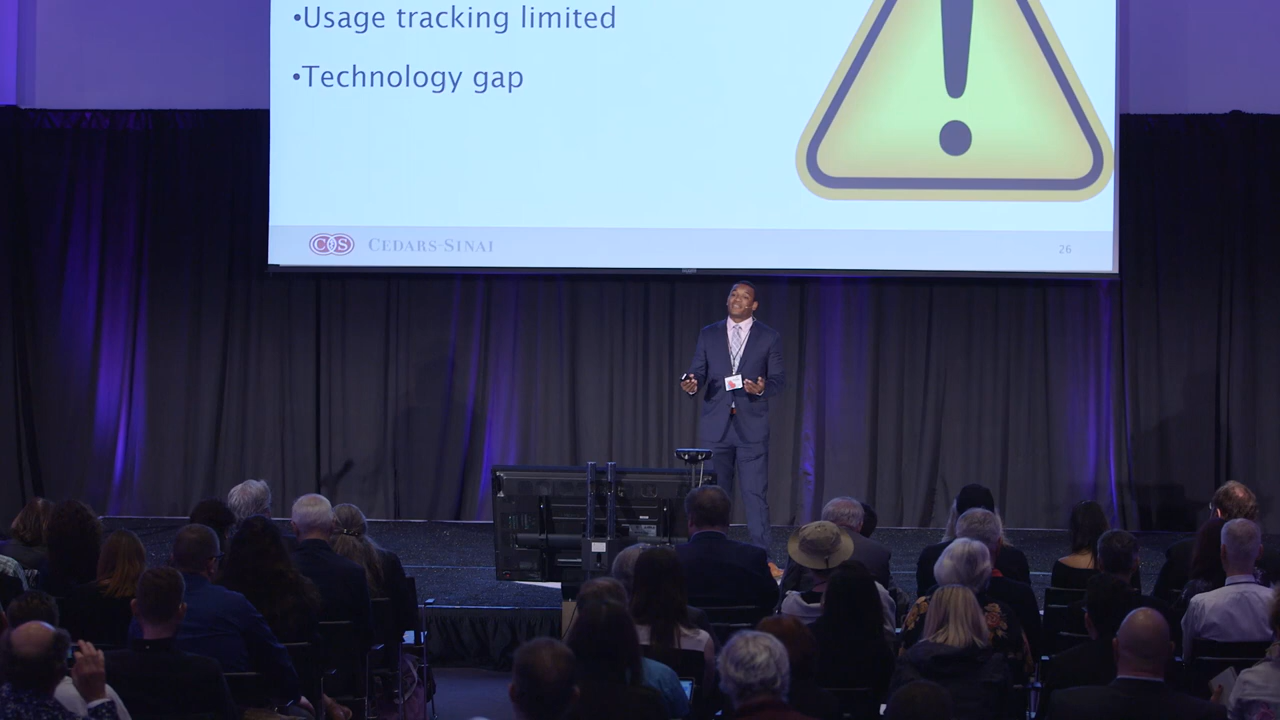 •Usage tracking limited
•Technology gap
CS CEDARS-SINAI
26